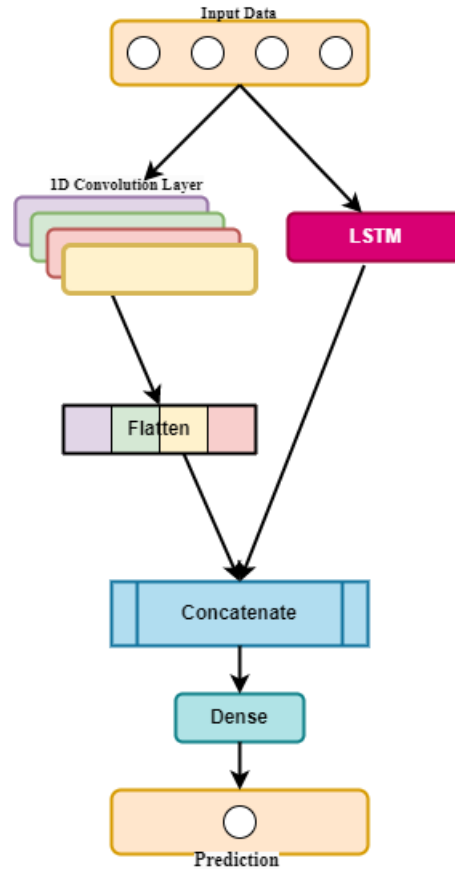 Input Data
1D Convolution Layer
LSTM
Flatten
Concatenate
Dense
Prediction